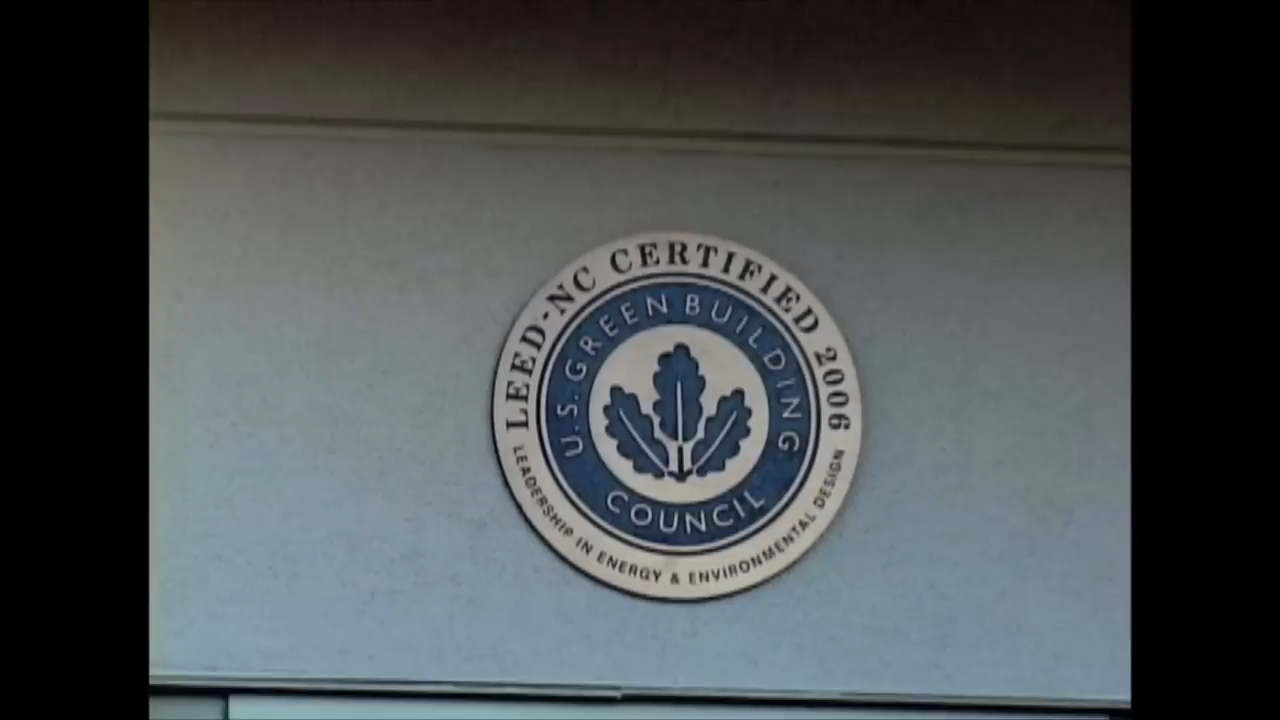 LEED-NC CERTIFIED 2006
U.S. GREEN BUILDING
COUNCIL
LEADERSHIP IN ENERGY & ENVIRONMENTAL DESIGN